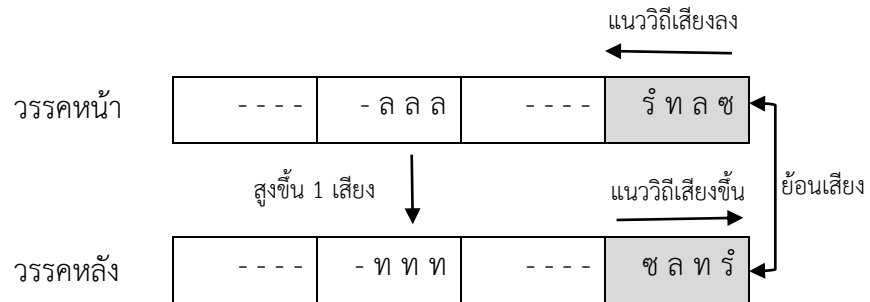 แนววิถีเสียงลง
วรรคหน้า - - - - - ล ล ล - - - - รํ ท ล ซ
สูงขึ้น 1 เสียง แนววิถีเสียงขึ้น ย้อนเสียง
วรรคหลัง - - - - - ท ท ท - - - - ซ ล ท รํ